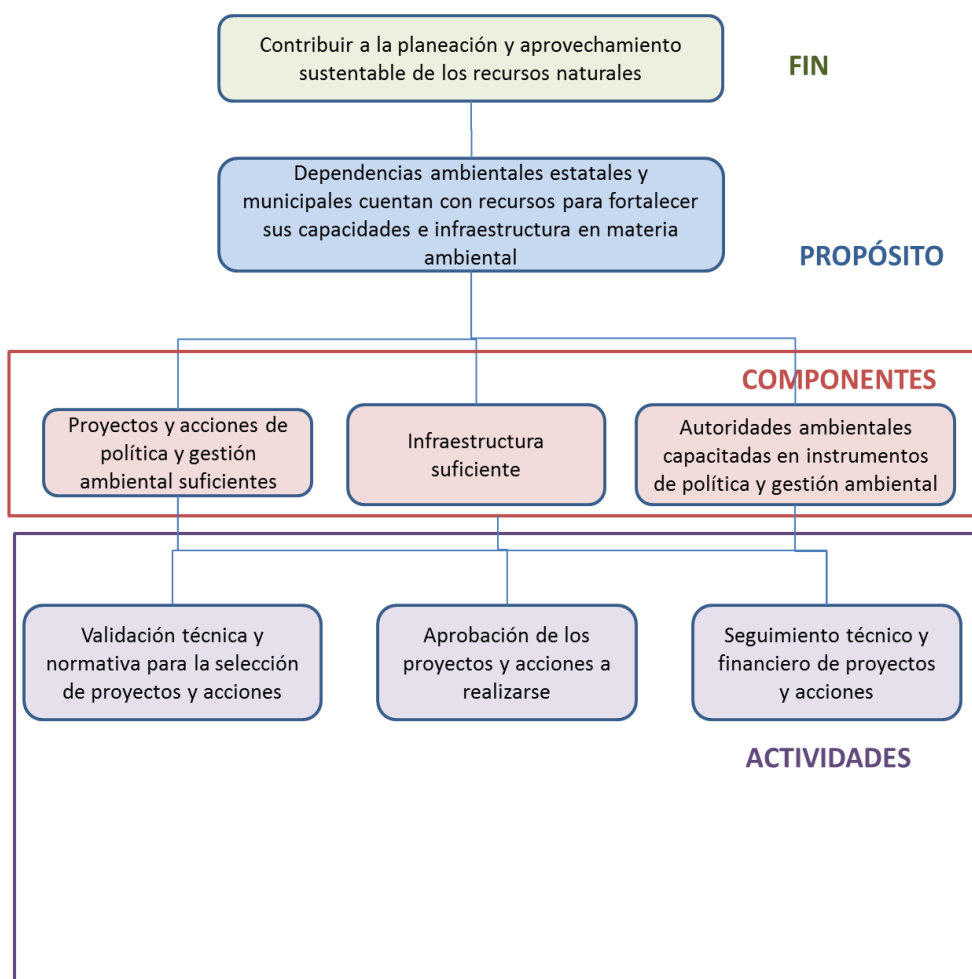 Contribuir a la planeación y aprovechamiento
sustentable de los recursos naturales
FIN
Dependencias ambientales estatales y
municipales cuentan con recursos para fortalecer
sus capacidades e infraestructura en materia
ambiental
PROPÓSITO
COMPONENTES
Proyectos y acciones de
política y gestión
ambiental suficientes
Infraestructura
suficiente
Autoridades ambientales
capacitadas en instrumentos
de política y gestión ambiental
Validación técnica y
normativa para la selección
de proyectos y acciones
Aprobación de los
proyectos y acciones a
realizarse
Seguimiento técnico y
financiero de proyectos
y acciones
ACTIVIDADES